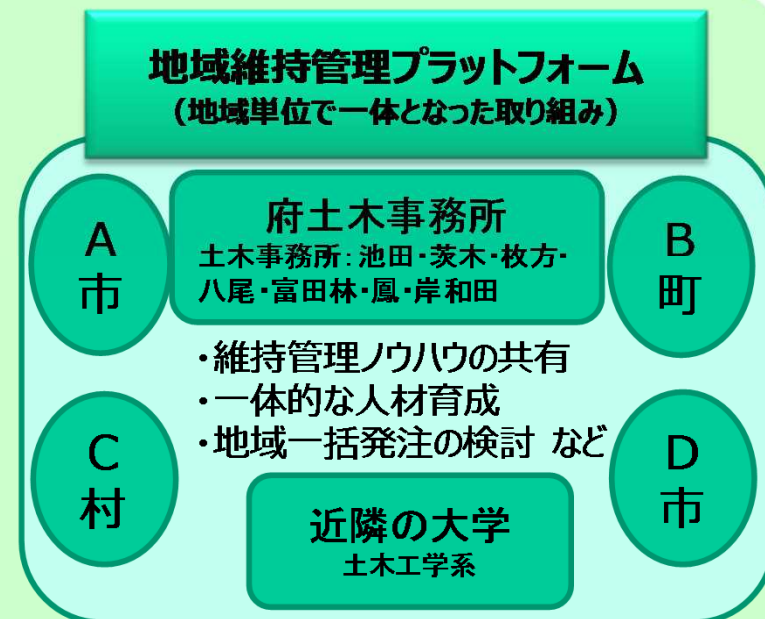 地域維持管理プラットフォーム
（地域単位で一体となった取り組み）
府土木事務所
土木事務所：池田・茨木・枚方・
八尾・富田林・鳳・岸和田
A
市
B
町
・維持管理ノウハウの共有
・一体的な人材育成
・地域一括発注の検討 など
C
村
D
市
近隣の大学
土木工学系